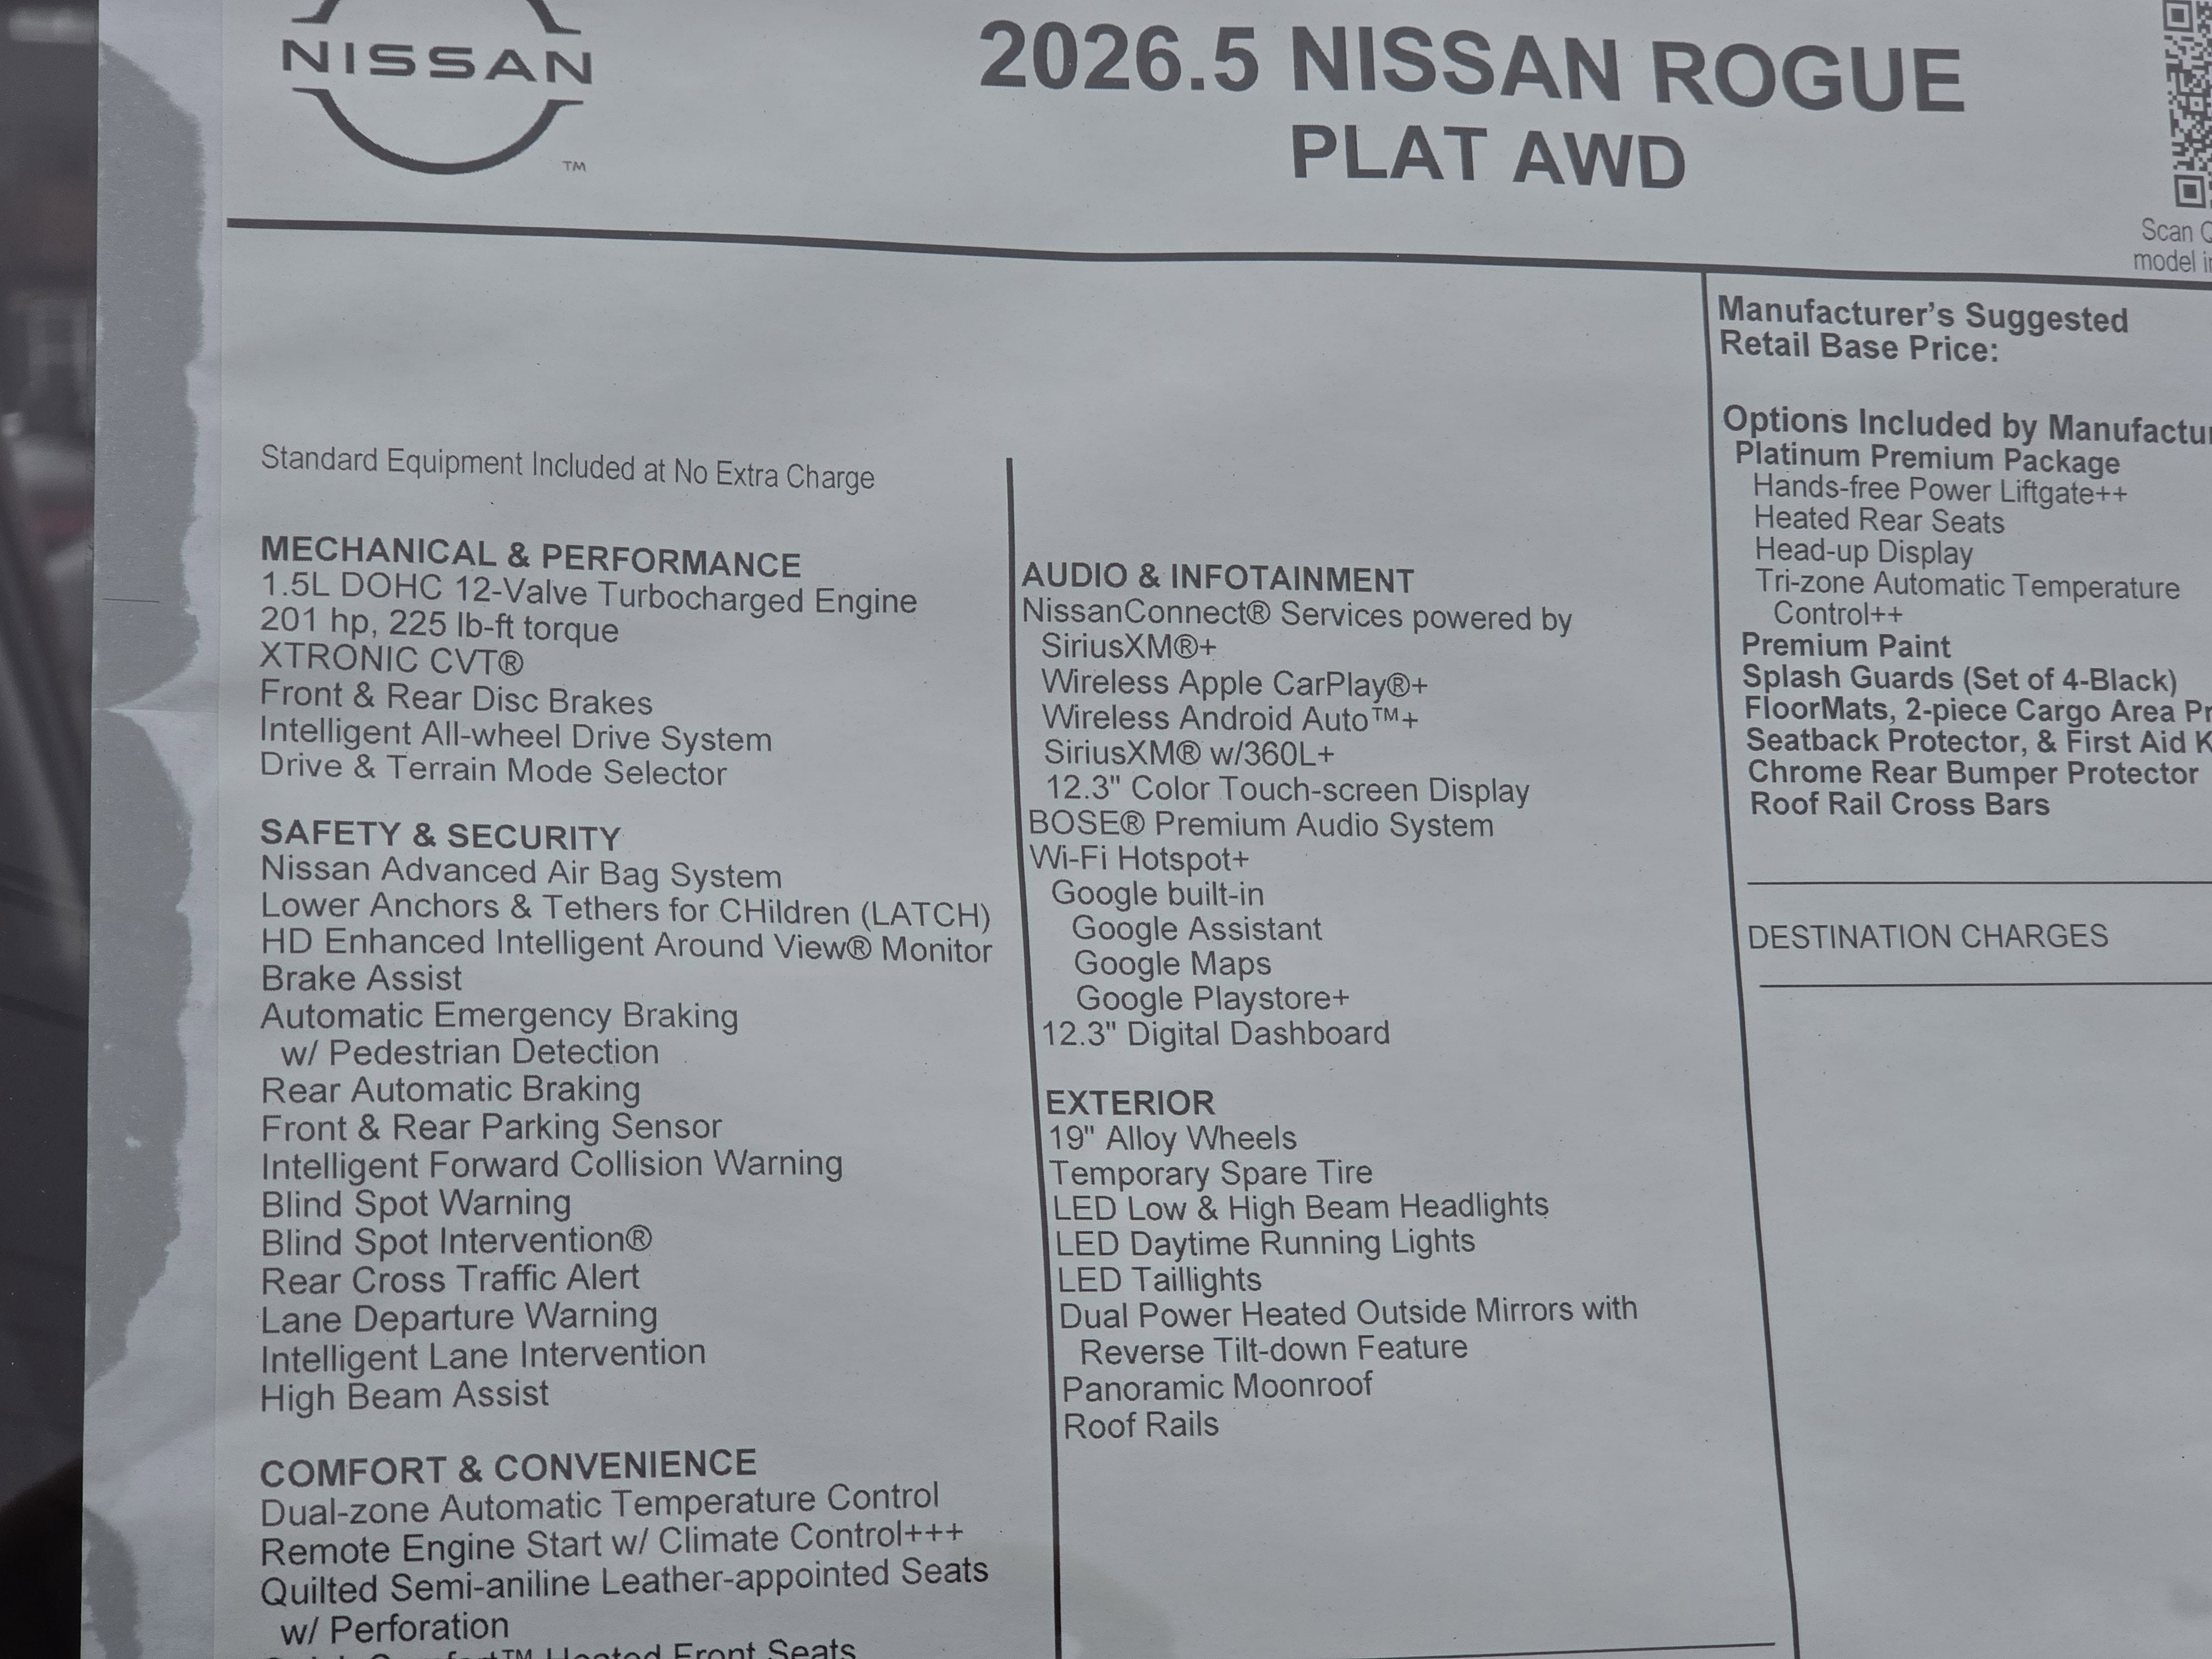 NISSAN
TM
2026.5 NISSAN ROGUE
PLAT AWD
Scan
model
Standard Equipment Included at No Extra Charge
MECHANICAL & PERFORMANCE
1.5L DOHC 12-Valve Turbocharged Engine
201 hp, 225 lb-ft torque
XTRONIC CVT®
Front & Rear Disc Brakes
Intelligent All-wheel Drive System
Drive & Terrain Mode Selector
SAFETY & SECURITY
Nissan Advanced Air Bag System
Lower Anchors & Tethers for CHildren (LATCH)
HD Enhanced Intelligent Around View® Monitor
Brake Assist
Automatic Emergency Braking
w/ Pedestrian Detection
Rear Automatic Braking
Front & Rear Parking Sensor
Intelligent Forward Collision Warning
Blind Spot Warning
Blind Spot Intervention®
Rear Cross Traffic Alert
Lane Departure Warning
Intelligent Lane Intervention
High Beam Assist
COMFORT & CONVENIENCE
Dual-zone Automatic Temperature Control
Remote Engine Start w/ Climate Control+++
Quilted Semi-aniline Leather-appointed Seats
w/ Perforation
Heated Front Seats
AUDIO & INFOTAINMENT
NissanConnect® Services powered by
SiriusXM®+
Wireless Apple CarPlay®+
Wireless Android Auto™+
SiriusXM® w/360L+
12.3" Color Touch-screen Display
BOSE® Premium Audio System
Wi-Fi Hotspot+
Google built-in
Google Assistant
Google Maps
Google Playstore+
12.3" Digital Dashboard
EXTERIOR
19" Alloy Wheels
Temporary Spare Tire
LED Low & High Beam Headlights
LED Daytime Running Lights
LED Taillights
Dual Power Heated Outside Mirrors with
Reverse Tilt-down Feature
Panoramic Moonroof
Roof Rails
Manufacturer's Suggested
Retail Base Price:
Options Included by
Platinum Premium Package
Hands-free Power Liftgate++
Heated Rear Seats
Head-up Display
Tri-zone Automatic Temperature
Control++
Premium Paint
Splash Guards (Set of 4-Black)
FloorMats, 2-piece Cargo Area
Seatback Protector, & First Aid
Chrome Rear Bumper Protector
Roof Rail Cross Bars
DESTINATION CHARGES